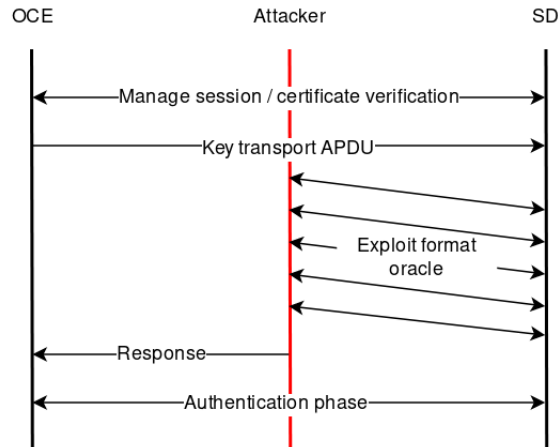 OCE Attacker SD
Manage session / certificate verification
Key transport APDU
Exploit format
oracle
Response
Authentication phase